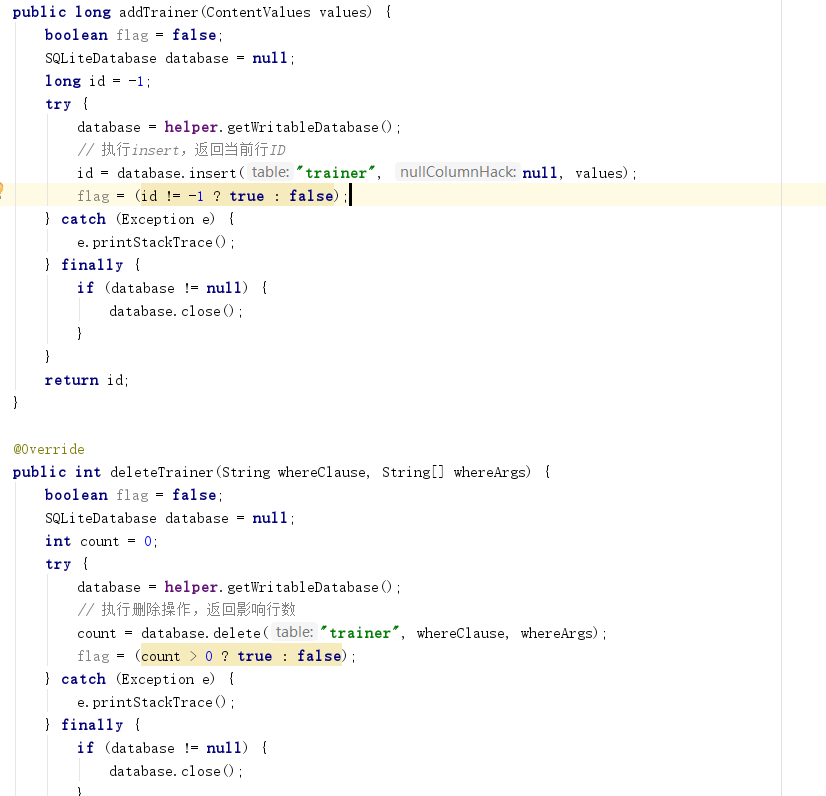 public long addTrainer(ContentValues values) {
boolean flag = false;
SQLiteDatabase database = null;
long id = -1;
try {
database = helper.getWritableDatabase();
// 执行insert，返回当前行ID
id = database.insert( table: "trainer", nullColumnHack: null, values);
flag = (id != -1 ? true : false);
} catch (Exception e) {
e.printStackTrace();
} finally {
if (database != null) {
database.close();
}
}
return id;
}
@Override
public int deleteTrainer(String whereClause, String[] whereArgs) {
boolean flag = false;
SQLiteDatabase database = null;
int count = 0;
try {
database = helper.getWritableDatabase();
// 执行删除操作，返回影响行数
count = database.delete( table: "trainer", whereClause, whereArgs);
flag = (count > 0 ? true : false);
} catch (Exception e) {
e.printStackTrace();
} finally {
if (database != null) {
database.close();
}